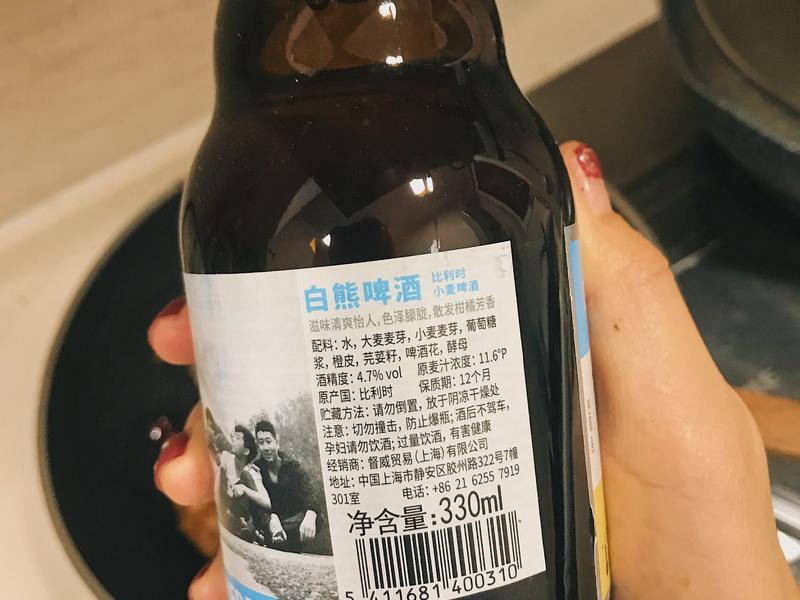 白熊啤酒 比利时
小麦啤酒
滋味清爽怡人,色泽朦胧,散发柑橘芳香
配料:水,大麦麦芽,小麦麦芽,葡萄糖
浆,橙皮,芫荽籽,啤酒花,酵母
酒精度:4.7% vol 原麦汁浓度:11.6°P
原产国:比利时 保质期:12个月
贮藏方法:请勿倒置,放于阴凉干燥处
注意:切勿撞击,防止爆瓶;酒后不驾车,
孕妇请勿饮酒;过量饮酒,有害健康
经销商:督威贸易(上海)有限公司
地址:中国上海市静安区胶州路322号7幢
301室 电话:+86 21 6255 7919
净含量:330ml
5 411681 400310